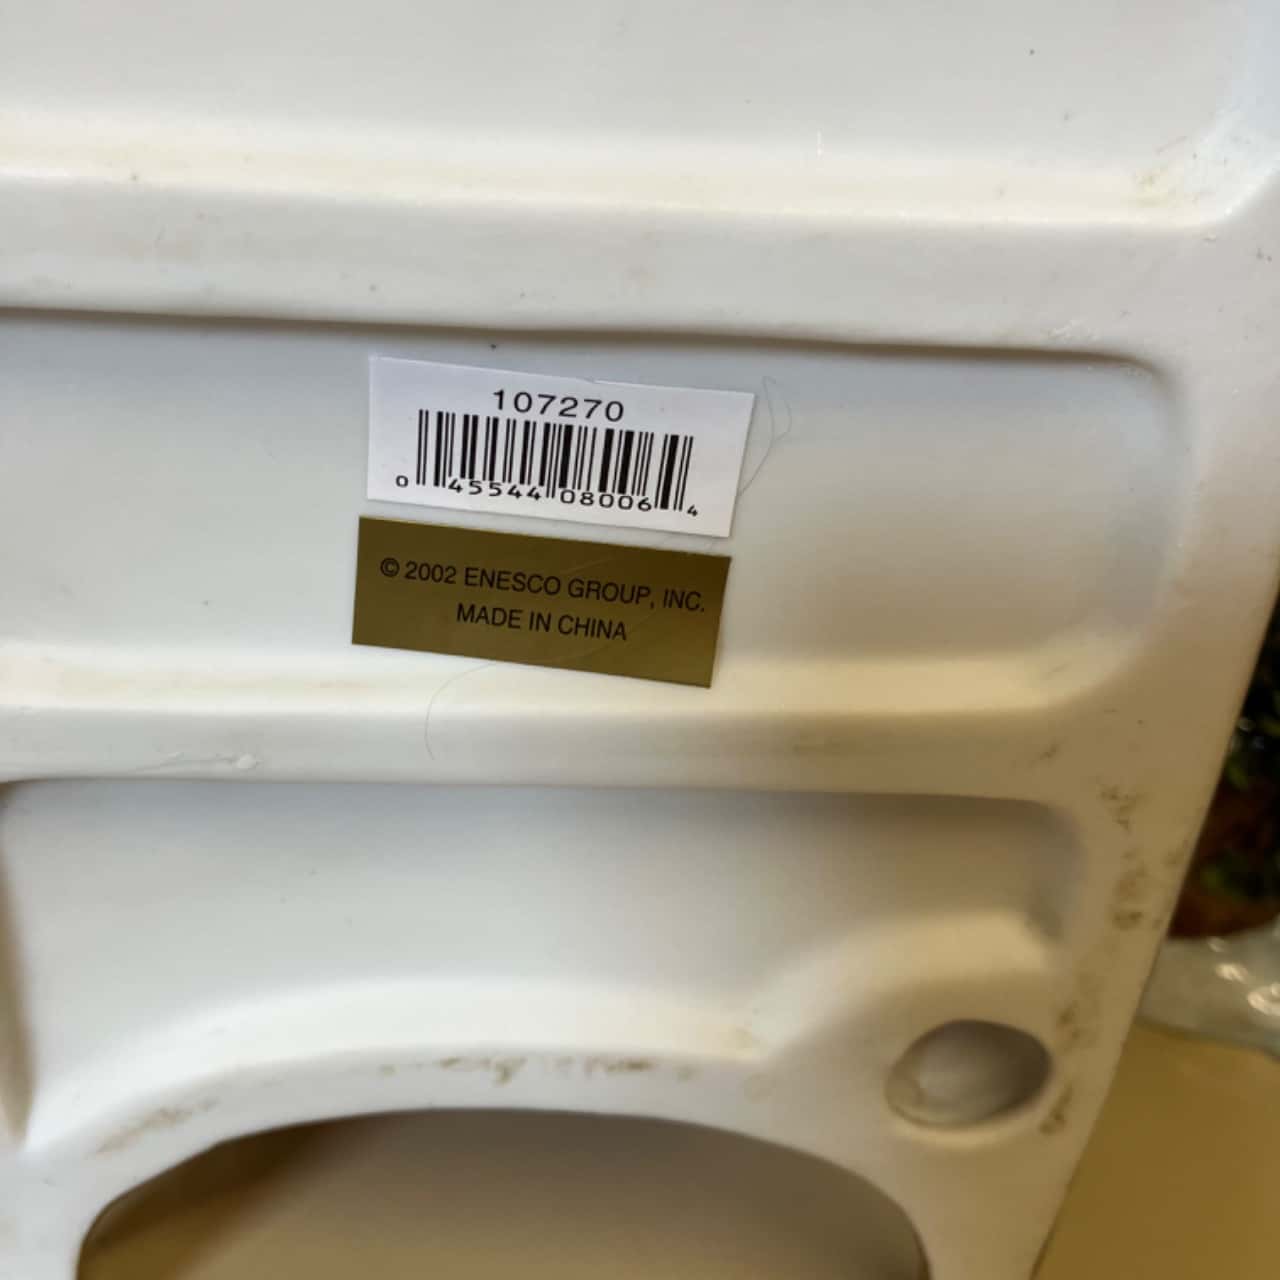 107270
0 45544 08006 4
© 2002 ENESCO GROUP, INC.
MADE IN CHINA